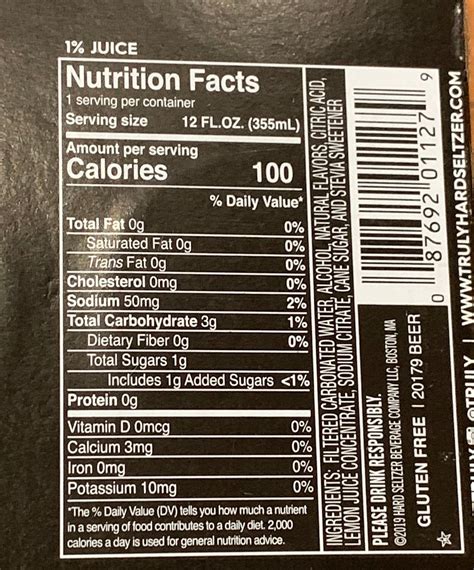 1% JUICE
Nutrition Facts
1 serving per container
Serving size 12 FL.OZ. (355mL)
Amount per serving
Calories 100
% Daily Value*
Total Fat 0g 0%
Saturated Fat 0g 0%
Trans Fat 0g 0%
Cholesterol 0mg 0%
Sodium 50mg 2%
Total Carbohydrate 3g 1%
Dietary Fiber 0g 0%
Total Sugars 1g
Includes 1g Added Sugars <1%
Protein 0g
Vitamin D 0mcg 0%
Calcium 3mg 0%
Iron 0mg 0%
Potassium 10mg 0%
*The % Daily Value (DV) tells you how much a nutrient
in a serving of food contributes to a daily diet. 2,000
calories a day is used for general nutrition advice.
INGREDIENTS: FILTERED CARBONATED WATER, ALCOHOL, NATURAL FLAVORS, CITRIC ACID,
LEMON JUICE CONCENTRATE, SODIUM CITRATE, CANE SUGAR, AND STEVIA SWEETENER
PLEASE DRINK RESPONSIBLY.
©2019 HARD SELTZER BEVERAGE COMPANY LLC, BOSTON, MA
GLUTEN FREE | 20179 BEER
0 87692 01127 9
@TRULY | WWW.TRULYHARDSELTZER.COM